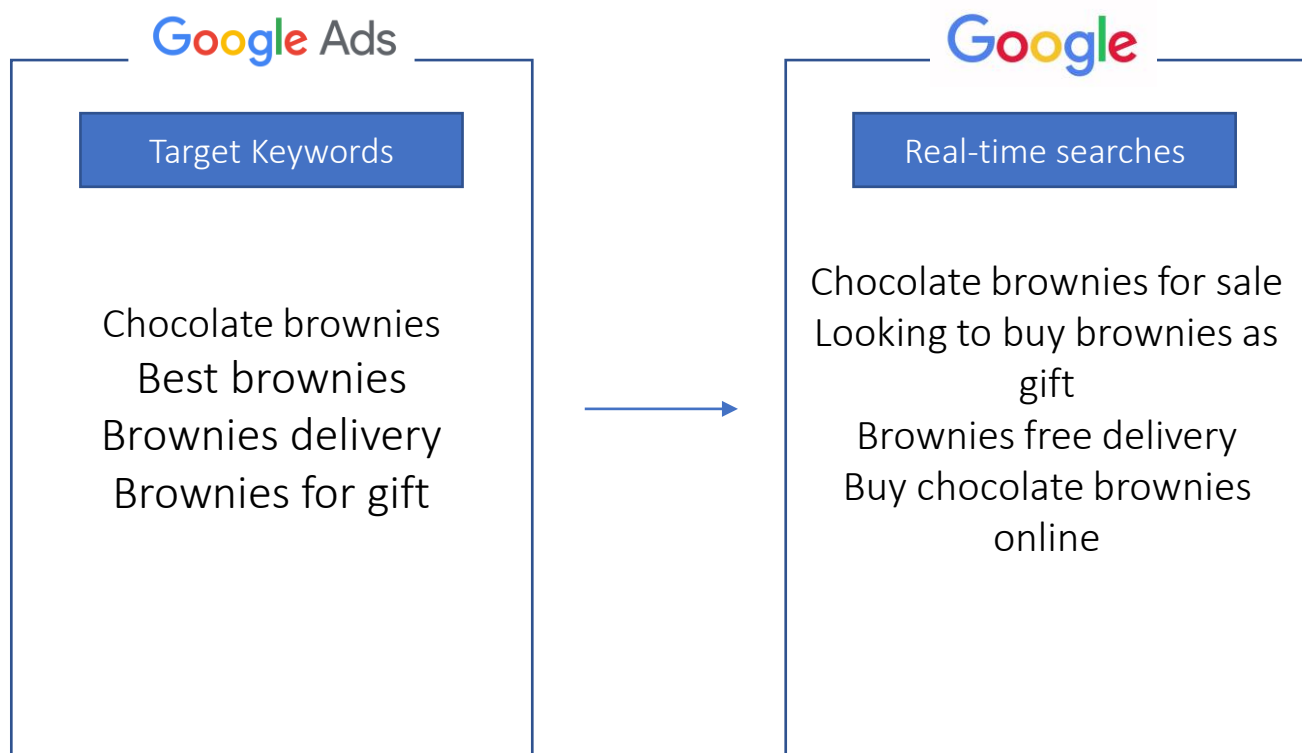 Google Ads
Target Keywords
Chocolate brownies
Best brownies
Brownies delivery
Brownies for gift
Google
Real-time searches
Chocolate brownies for sale
Looking to buy brownies as
gift
Brownies free delivery
Buy chocolate brownies
online